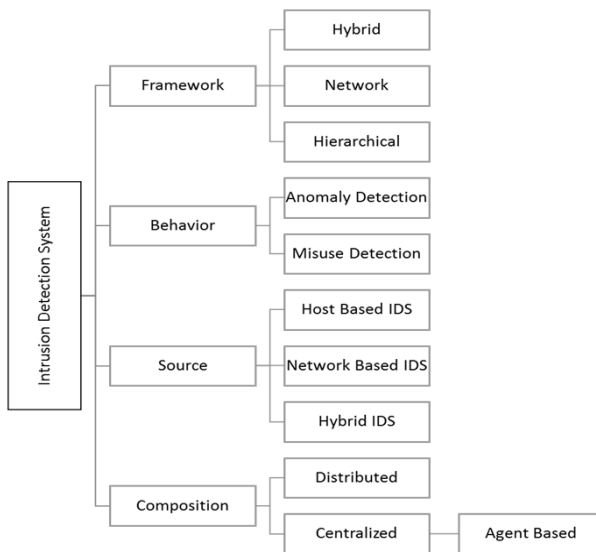 Intrusion Detection System
Framework
Hybrid
Network
Hierarchical
Behavior
Anomaly Detection
Misuse Detection
Source
Host Based IDS
Network Based IDS
Hybrid IDS
Composition
Distributed
Centralized
Agent Based